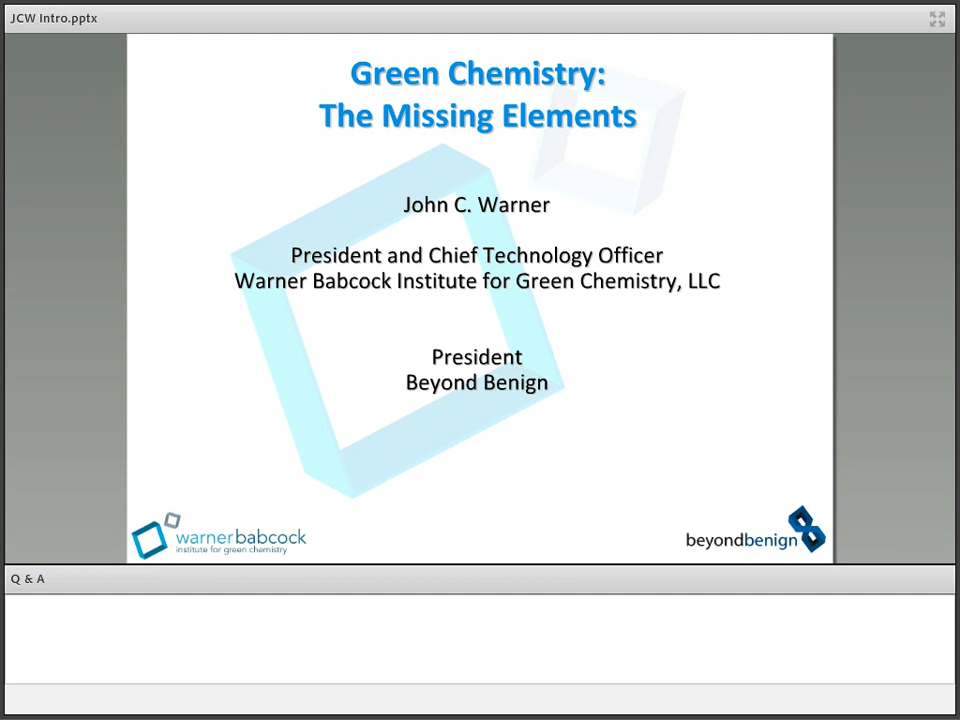 JCW Intro.pptx
Green Chemistry:
The Missing Elements
John C. Warner
President and Chief Technology Officer
Warner Babcock Institute for Green Chemistry, LLC
President
Beyond Benign
warnerbabcock
institute for green chemistry
beyondbenign
Q & A